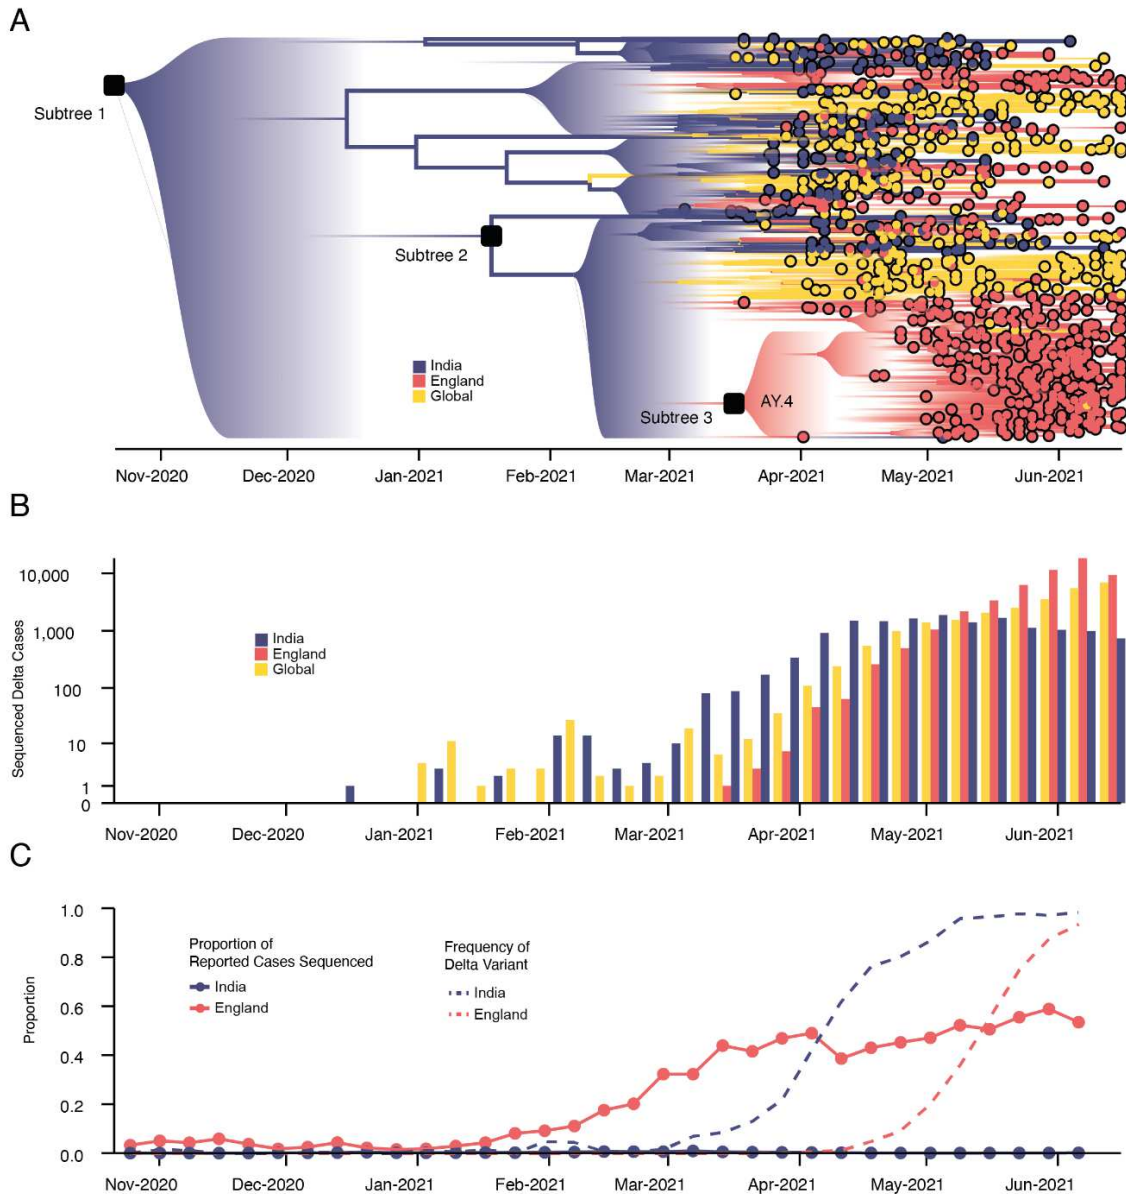 A
Subtree 1
Subtree 2
India
England
Global
Subtree 3
AY.4
Nov-2020 Dec-2020 Jan-2021 Feb-2021 Mar-2021 Apr-2021 May-2021 Jun-2021
B
Sequenced Delta Cases
10,000
1,000
100
10
1
0
India
England
Global
Nov-2020 Dec-2020 Jan-2021 Feb-2021 Mar-2021 Apr-2021 May-2021 Jun-2021
C
Proportion
1.0
0.8
0.6
0.4
0.2
0.0
Proportion of
Reported Cases Sequenced
India
England
Frequency of
Delta Variant
India
England
Nov-2020 Dec-2020 Jan-2021 Feb-2021 Mar-2021 Apr-2021 May-2021 Jun-2021